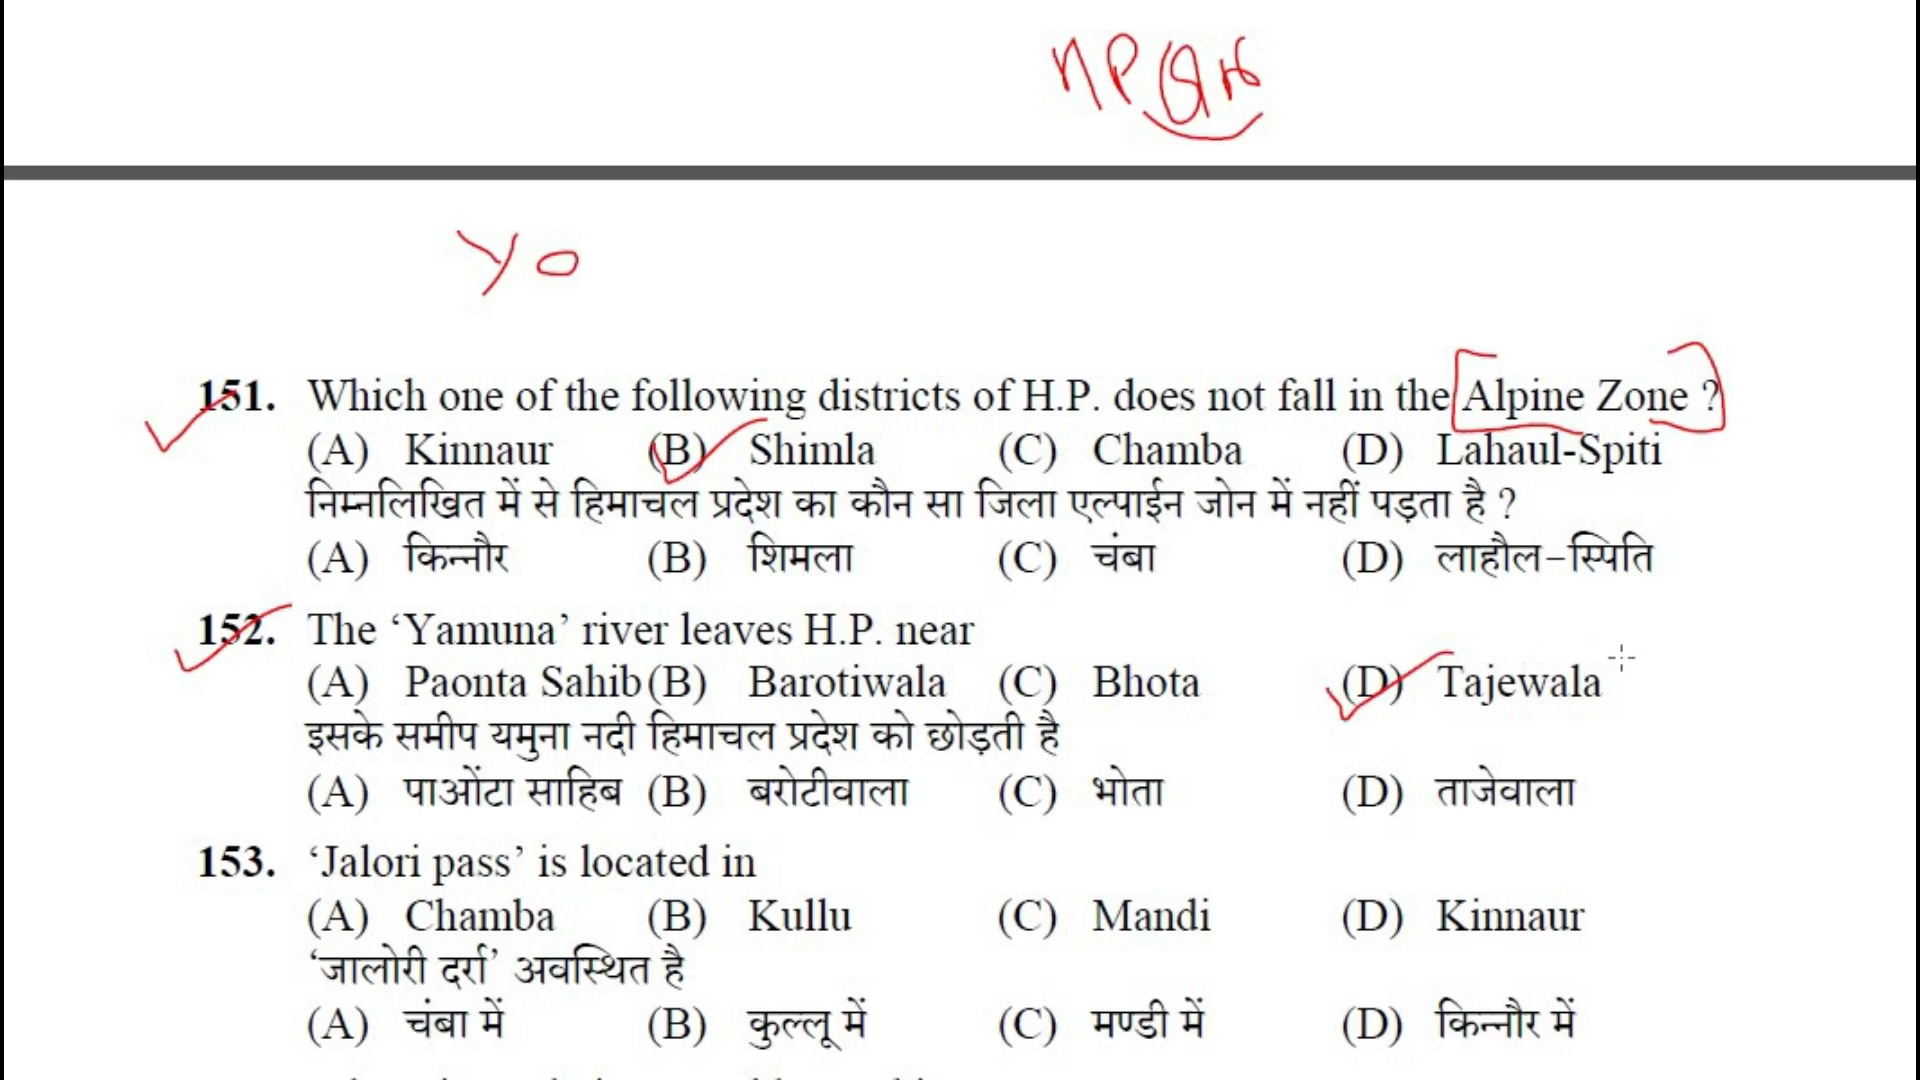 YO
151. Which one of the following districts of H.P. does not fall in the Alpine Zone ?
(A) Kinnaur (B) Shimla (C) Chamba (D) Lahaul-Spiti
निम्नलिखित में से हिमाचल प्रदेश का कौन सा जिला एल्पाईन जोन में नहीं पड़ता है ?
(A) किन्नौर (B) शिमला (C) चंबा (D) लाहौल-स्पिति
152. The ‘Yamuna’ river leaves H.P. near
(A) Paonta Sahib (B) Barotiwala (C) Bhota (D) Tajewala
इसके समीप यमुना नदी हिमाचल प्रदेश को छोड़ती है
(A) पाओंटा साहिब (B) बरोटीवाला (C) भोता (D) ताजेवाला
153. ‘Jalori pass’ is located in
(A) Chamba (B) Kullu (C) Mandi (D) Kinnaur
‘जालोरी दर्रा’ अवस्थित है
(A) चंबा में (B) कुल्लू में (C) मण्डी में (D) किन्नौर में